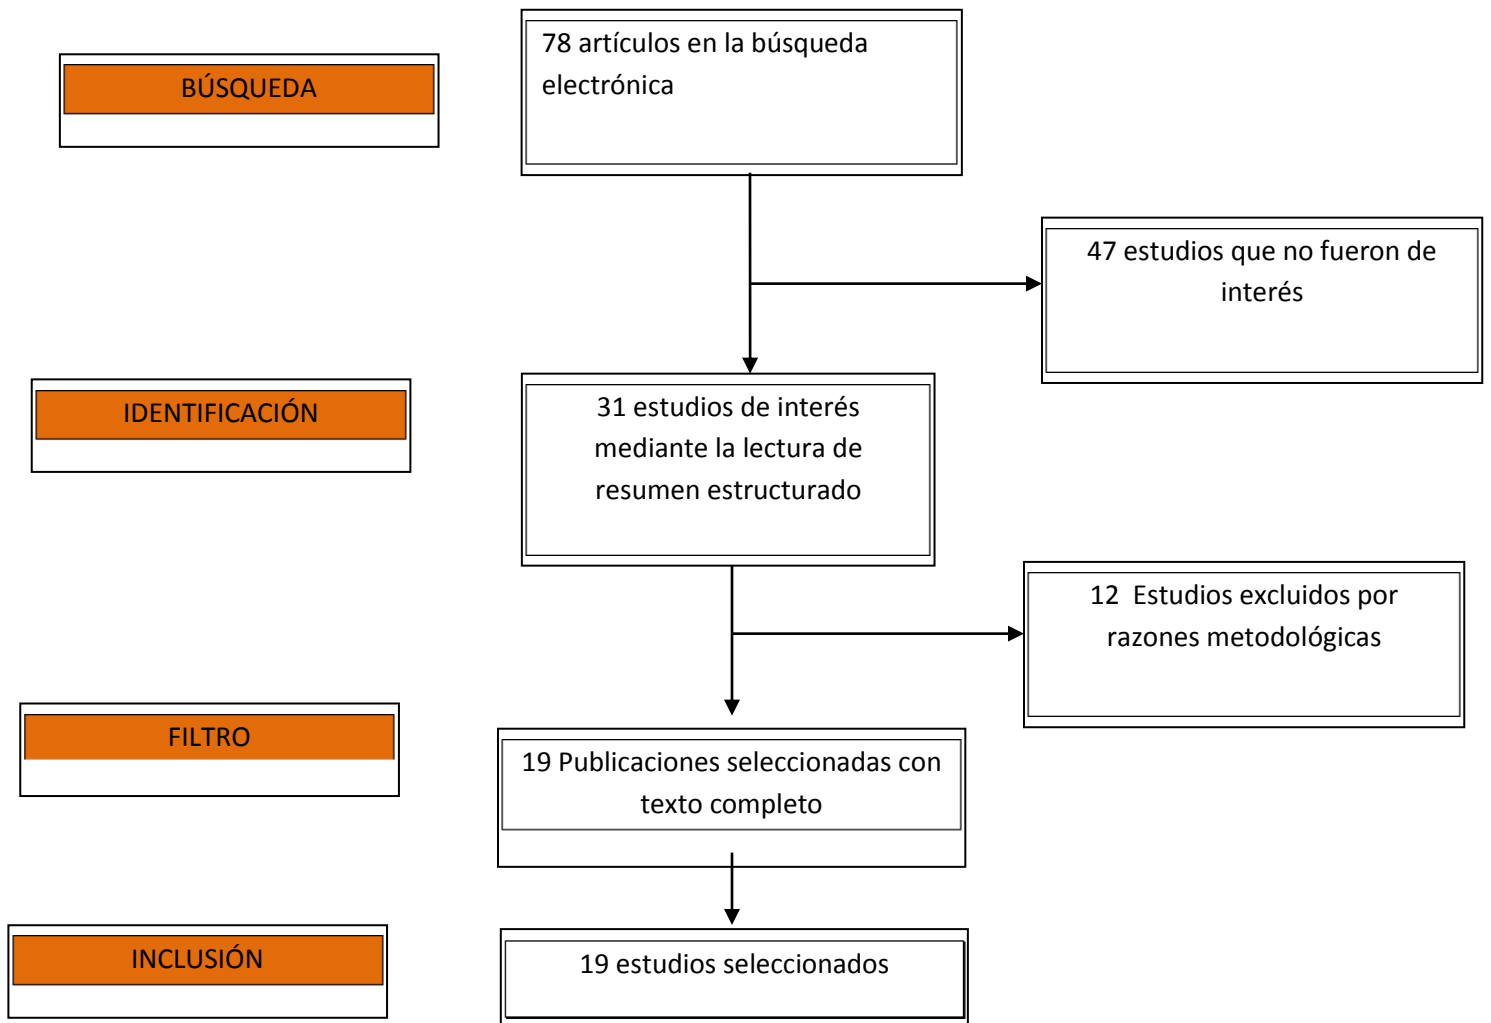 BÚSQUEDA
78 artículos en la búsqueda
electrónica
47 estudios que no fueron de
interés
IDENTIFICACIÓN
31 estudios de interés
mediante la lectura de
resumen estructurado
12 Estudios excluidos por
razones metodológicas
FILTRO
19 Publicaciones seleccionadas con
texto completo
INCLUSIÓN
19 estudios seleccionados